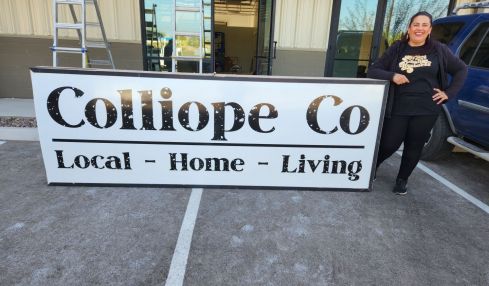 Colliope Co
Local - Home - Living